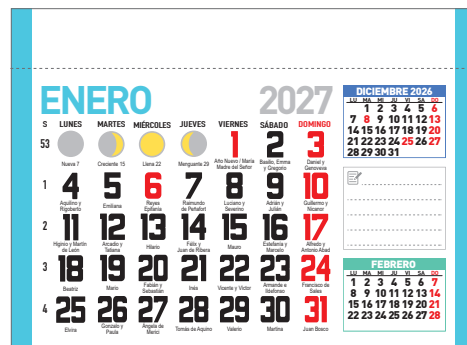 ENERO 2027
S LUNES MARTES MIÉRCOLES JUEVES VIERNES SÁBADO DOMINGO
53 1 2 3
Nueva 7 Creciente 15 Llena 22 Menguante 29 Año Nuevo / María Madre del Señor Basilio, Emma y Gregorio Daniel y Genoveva
1 4 5 6 7 8 9 10
Aquilino y Rigoberto Emiliana Reyes Epifanía Raimundo de Peñafort Luciano y Severino Adrián y Julián Guillermo y Nicanor
2 11 12 13 14 15 16 17
Higinio y Martín de León Arcadio y Tatiana Hilario Félix y Juan de Ribera Mauro Estefanía y Marcelo Alfredo y Antonio Abad
3 18 19 20 21 22 23 24
Beatriz Mario Fabián y Sebastián Inés Vicente y Víctor Armando e Ildefonso Francisco de Sales
4 25 26 27 28 29 30 31
Elvira Gonzalo y Paula Ángela de Merici Tomás de Aquino Valerio Martina Juan Bosco
DICIEMBRE 2026
LU MA MI JU VI SA DO
1 2 3 4 5 6
7 8 9 10 11 12 13
14 15 16 17 18 19 20
21 22 23 24 25 26 27
28 29 30 31
FEBRERO
LU MA MI JU VI SA DO
1 2 3 4 5 6 7
8 9 10 11 12 13 14
15 16 17 18 19 20 21
22 23 24 25 26 27 28